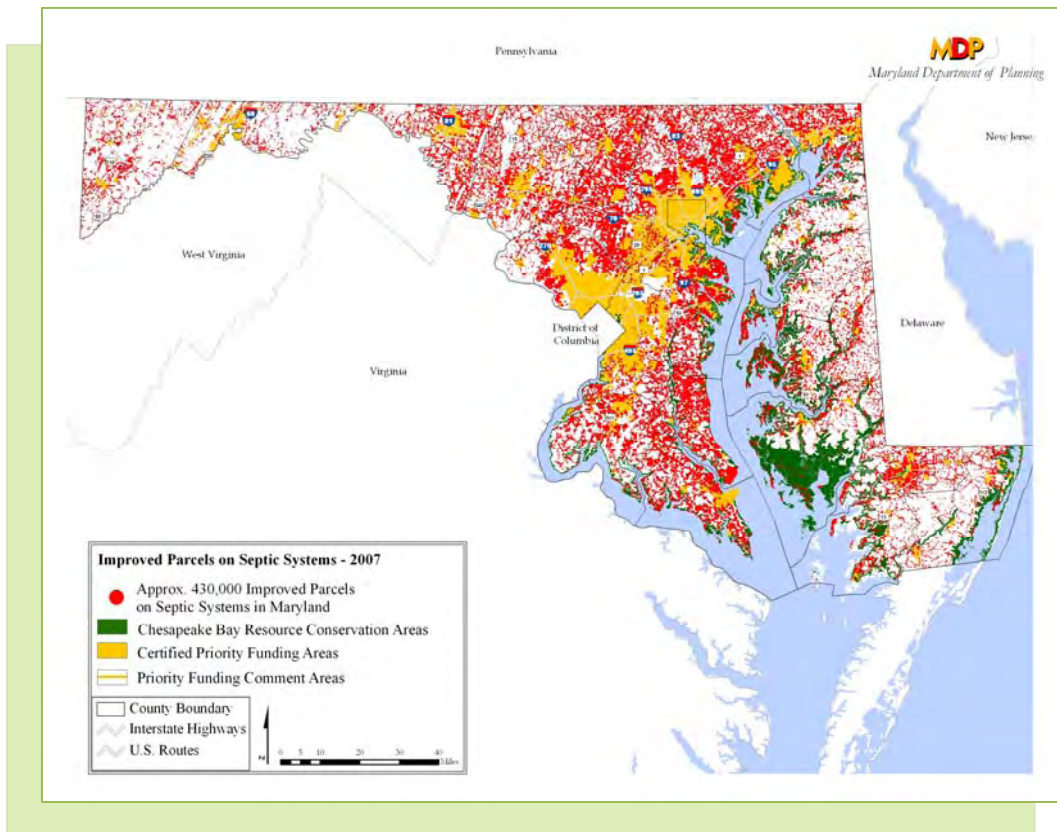 Pennsylvania
MDP
Maryland Department of Planning
New Jerse
West Virginia
Delaware
District of
Columbia
Virginia
Improved Parcels on Septic Systems - 2007
Approx. 430,000 Improved Parcels
on Septic Systems in Maryland
Chesapeake Bay Resource Conservation Areas
Certified Priority Funding Areas
Priority Funding Comment Areas
County Boundary
Interstate Highways
U.S. Routes
N
0 5 10 20 30 40
Miles